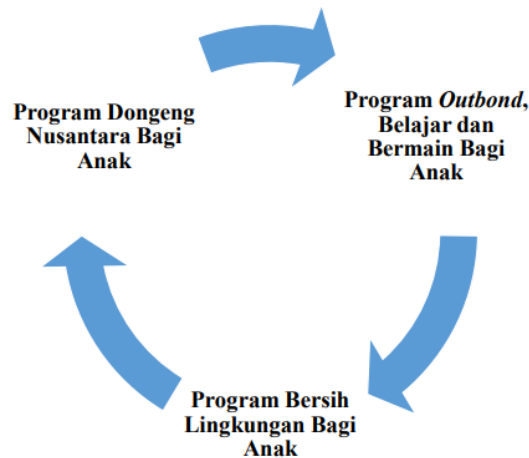 Program Dongeng
Nusantara Bagi
Anak
Program Outbond,
Belajar dan
Bermain Bagi
Anak
Program Bersih
Lingkungan Bagi
Anak